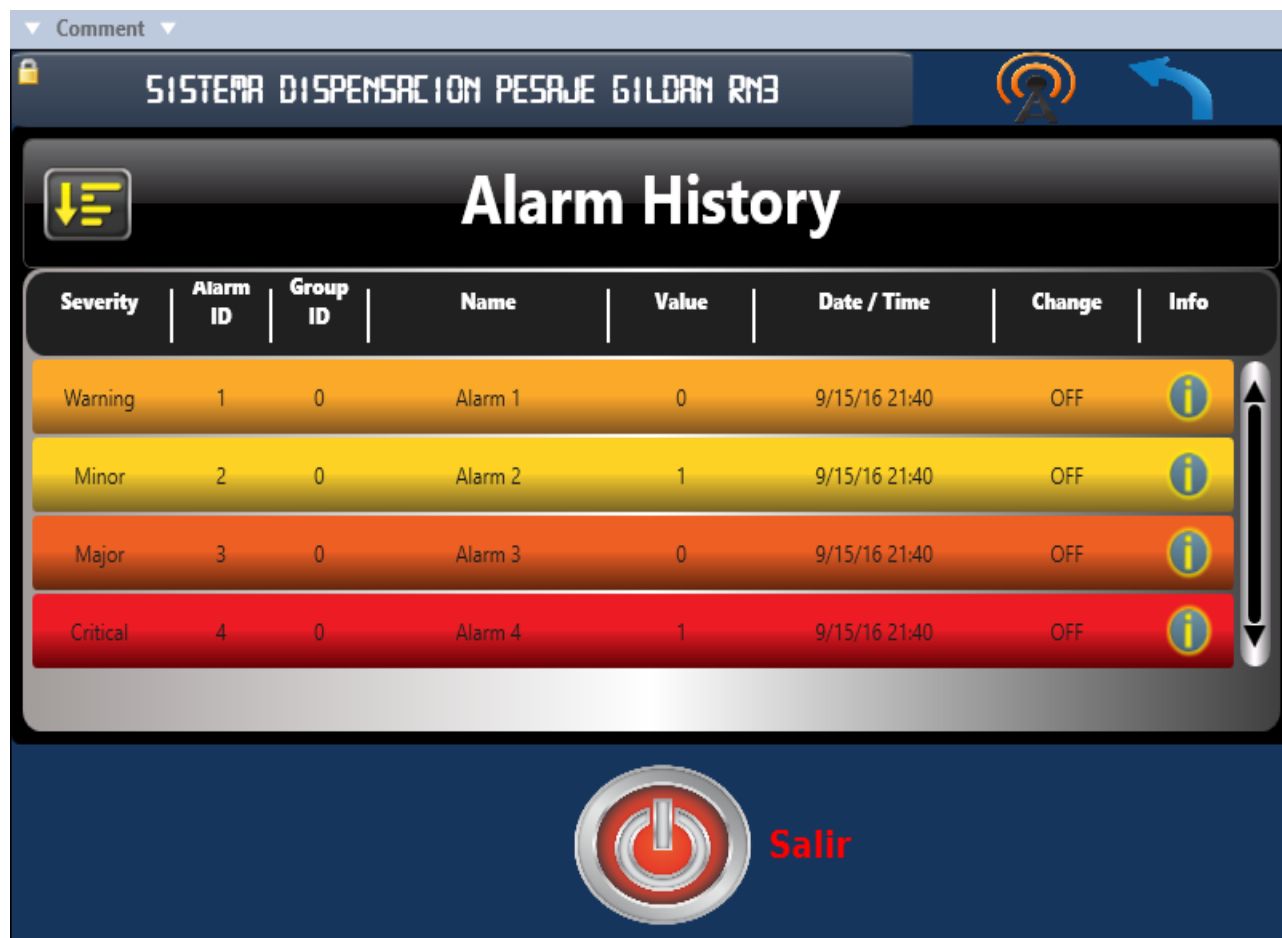 Comment
SISTEMA DISPENSACION PESAJE GILDAN RN3
Alarm History
Severity Alarm ID Group ID Name Value Date / Time Change Info
Warning 1 0 Alarm 1 0 9/15/16 21:40 OFF i
Minor 2 0 Alarm 2 1 9/15/16 21:40 OFF i
Major 3 0 Alarm 3 0 9/15/16 21:40 OFF i
Critical 4 0 Alarm 4 1 9/15/16 21:40 OFF i
Salir